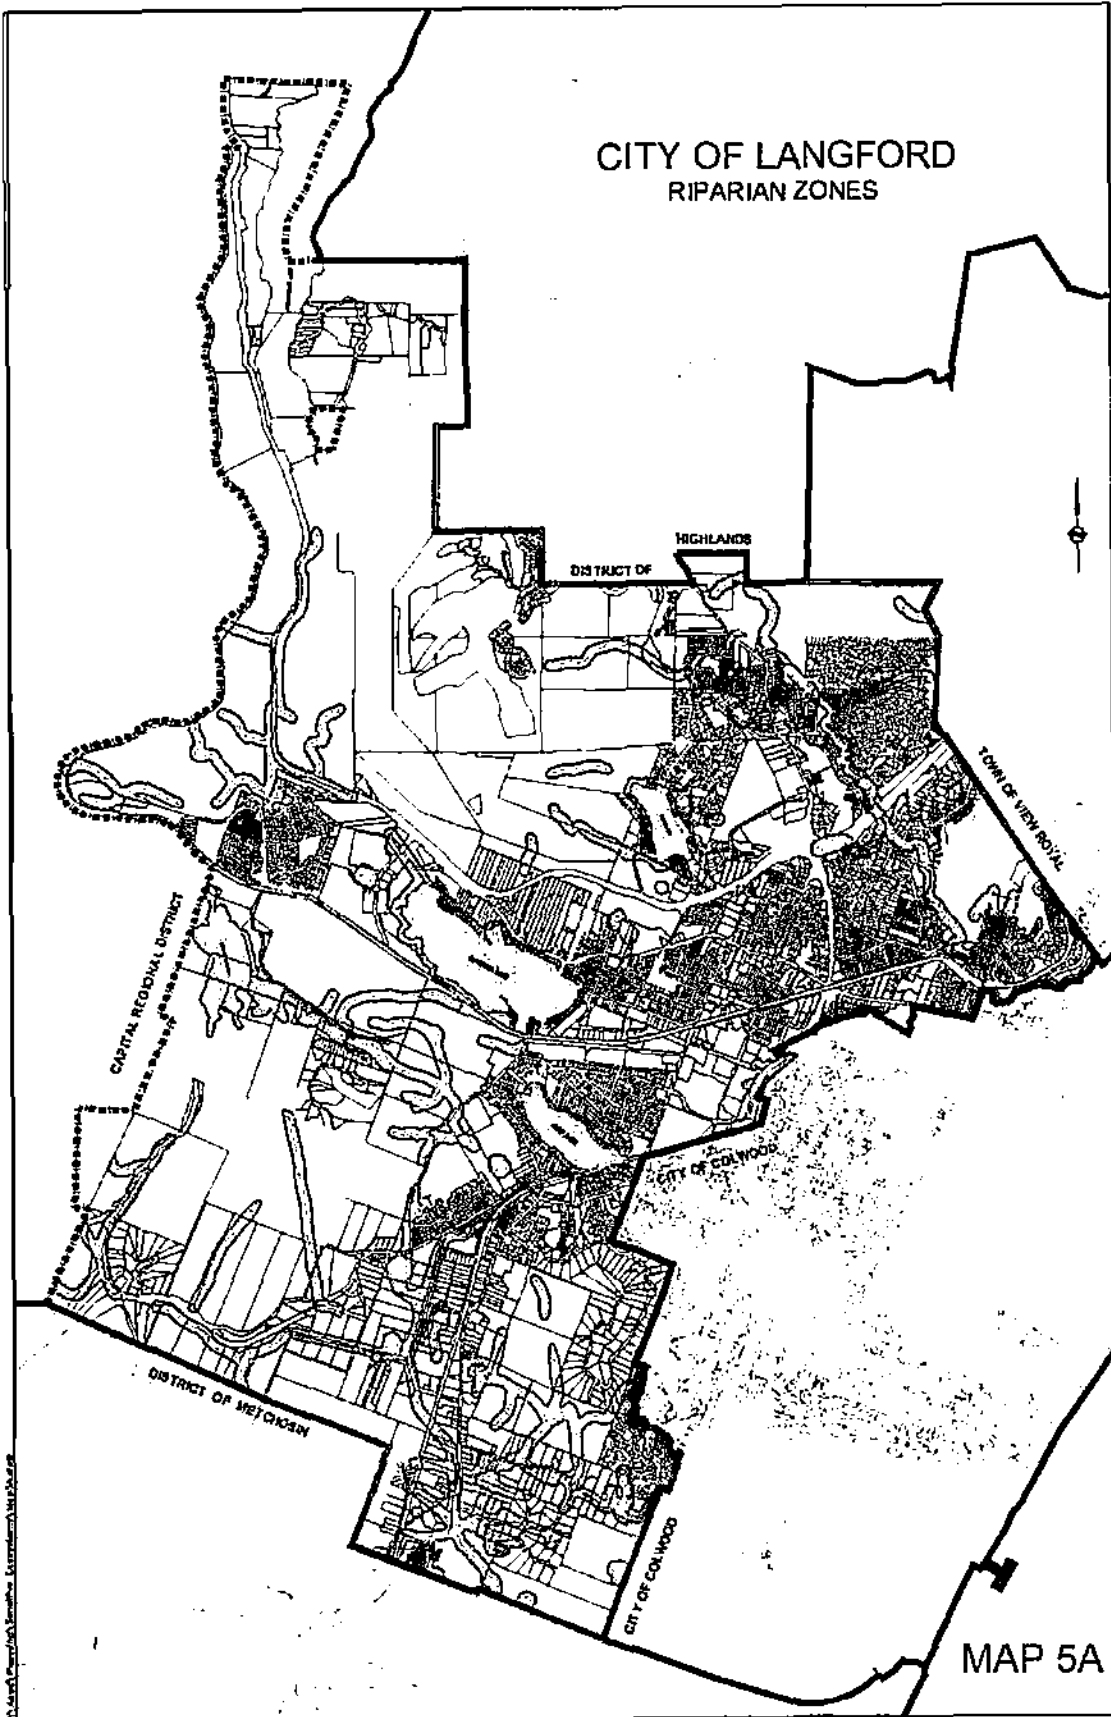 CITY OF LANGFORD
RIPARIAN ZONES
HIGHLANDS
DISTRICT OF
TOWN OF VIEW ROYAL
CAPITAL REGIONAL DISTRICT
CITY OF COLWOOD
DISTRICT OF METCHOSIN
CITY OF COLWOOD
MAP 5A